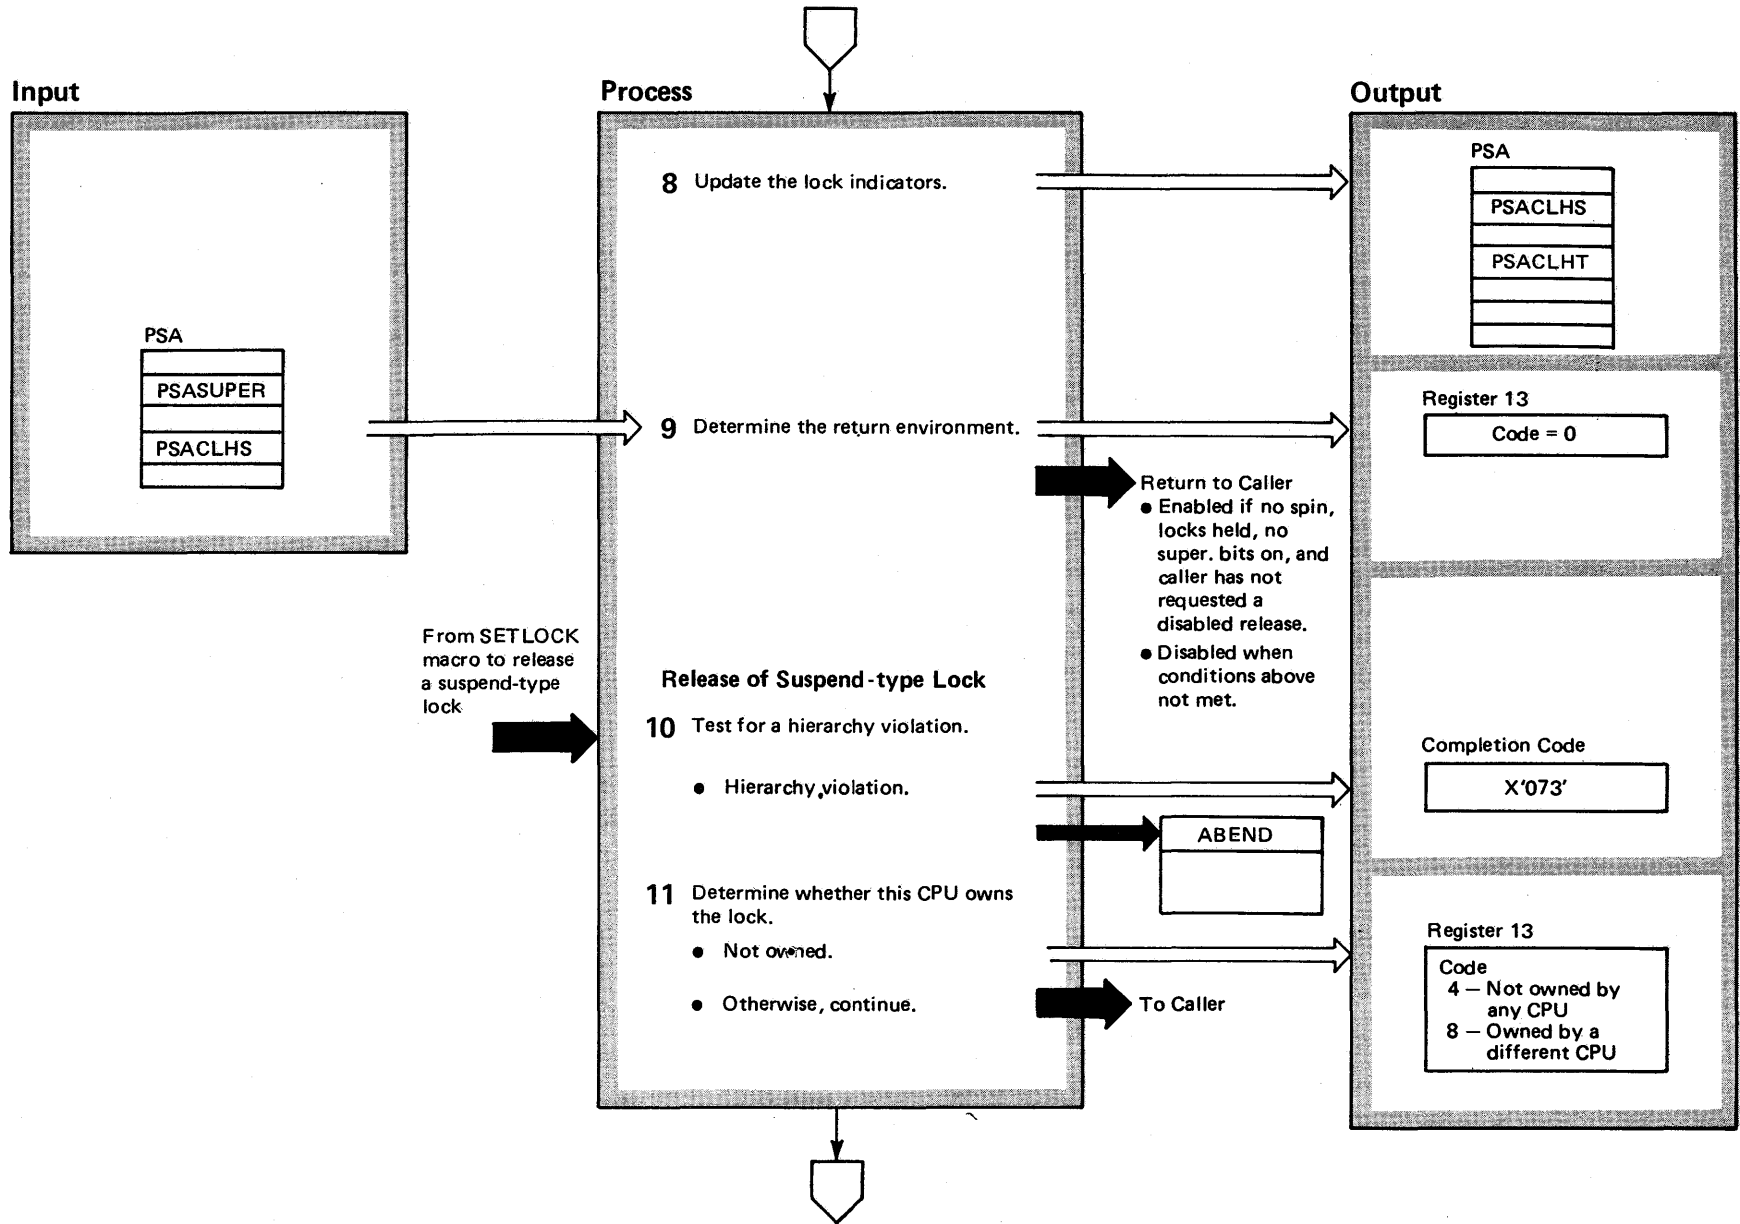 Input
PSA
PSASUPER
PSACLHS
From SETLOCK
macro to release
a suspend-type
lock
Process
8 Update the lock indicators.
9 Determine the return environment.
Return to Caller
• Enabled if no spin,
locks held, no
super. bits on, and
caller has not
requested a
disabled release.
• Disabled when
conditions above
not met.
Release of Suspend-type Lock
10 Test for a hierarchy violation.
• Hierarchy violation.
ABEND
11 Determine whether this CPU owns
the lock.
• Not owned.
• Otherwise, continue.
To Caller
Output
PSA
PSACLHS
PSACLHT
Register 13
Code = 0
Completion Code
X'073'
Register 13
Code
4 — Not owned by
any CPU
8 — Owned by a
different CPU